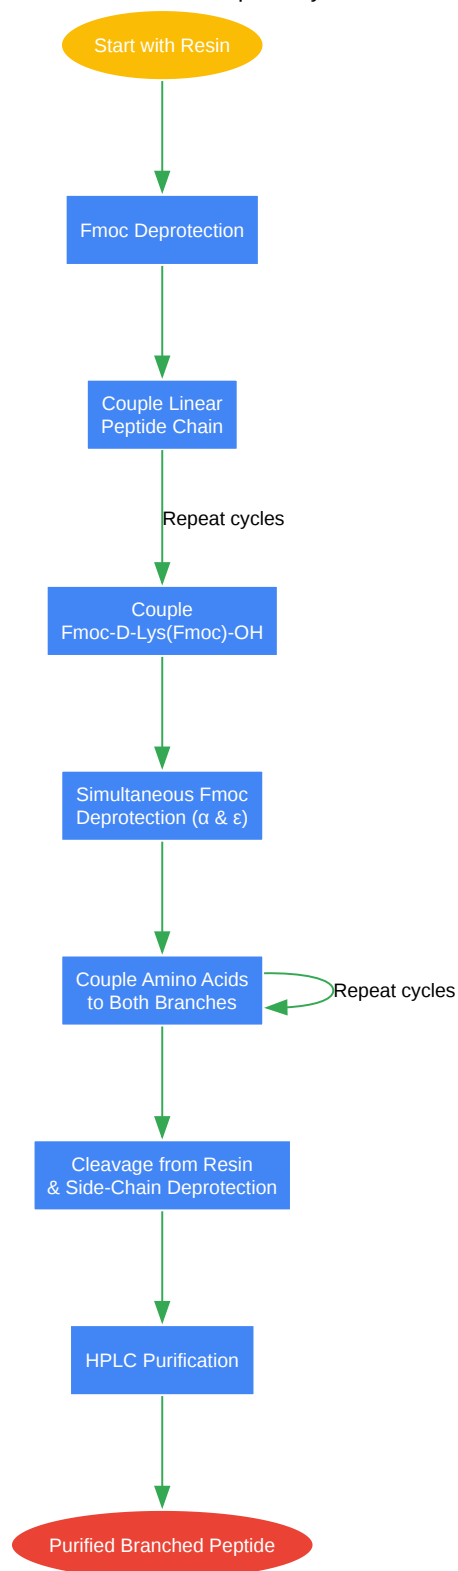 Start with Resin
Fmoc Deprotection
Couple Linear
Peptide Chain
Repeat cycles
Couple
Fmoc-D-Lys(Fmoc)-OH
Simultaneous Fmoc
Deprotection (α & ε)
Couple Amino Acids
to Both Branches
Repeat cycles
Cleavage from Resin
& Side-Chain Deprotection
HPLC Purification
Purified Branched Peptide